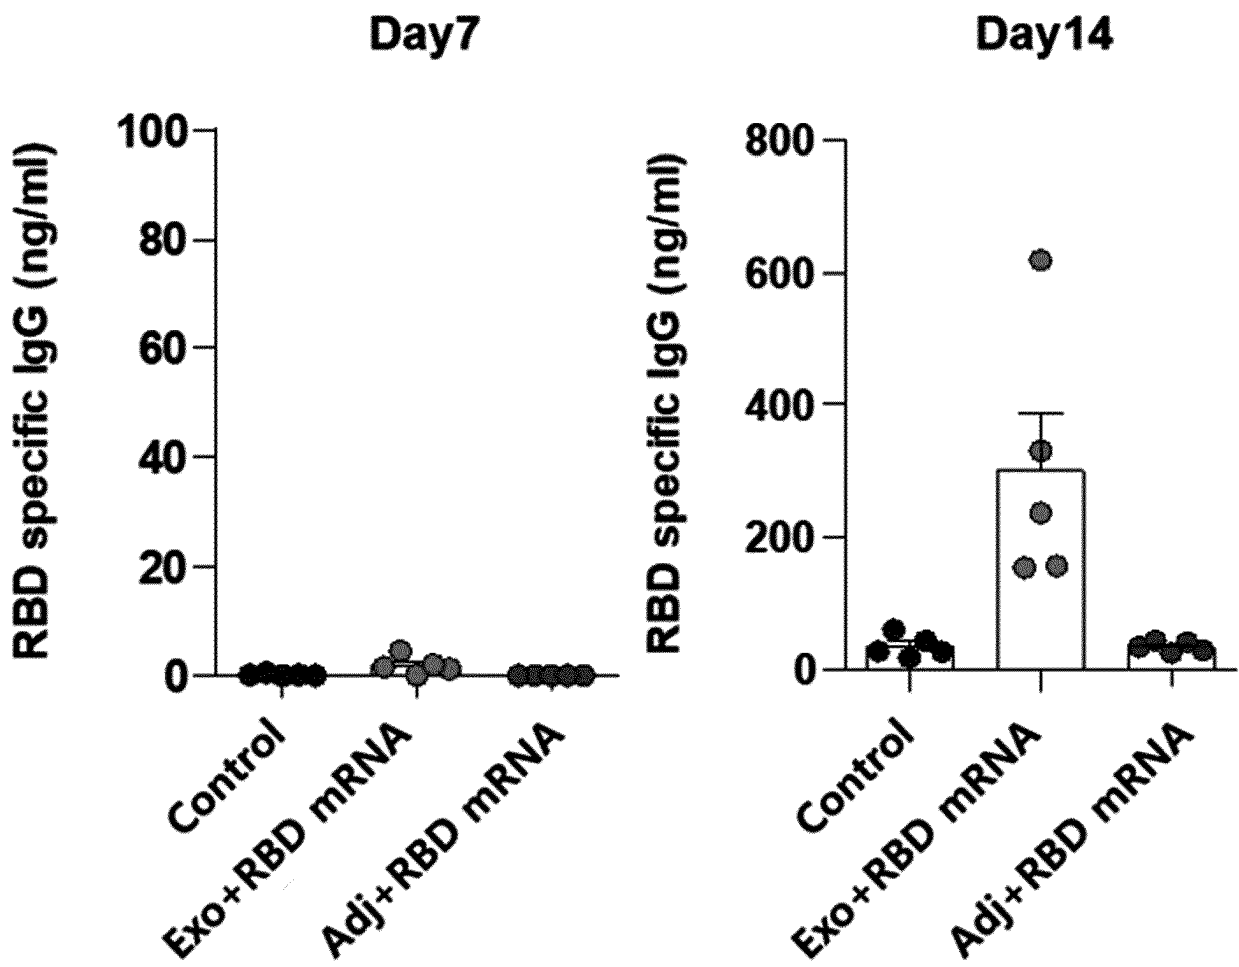 Day7
RBD specific IgG (ng/ml)
100
80
60
40
20
0
Control
Exo+RBD mRNA
Adj+RBD mRNA
Day14
RBD specific IgG (ng/ml)
800
600
400
200
0
Control
Exo+RBD mRNA
Adj+RBD mRNA